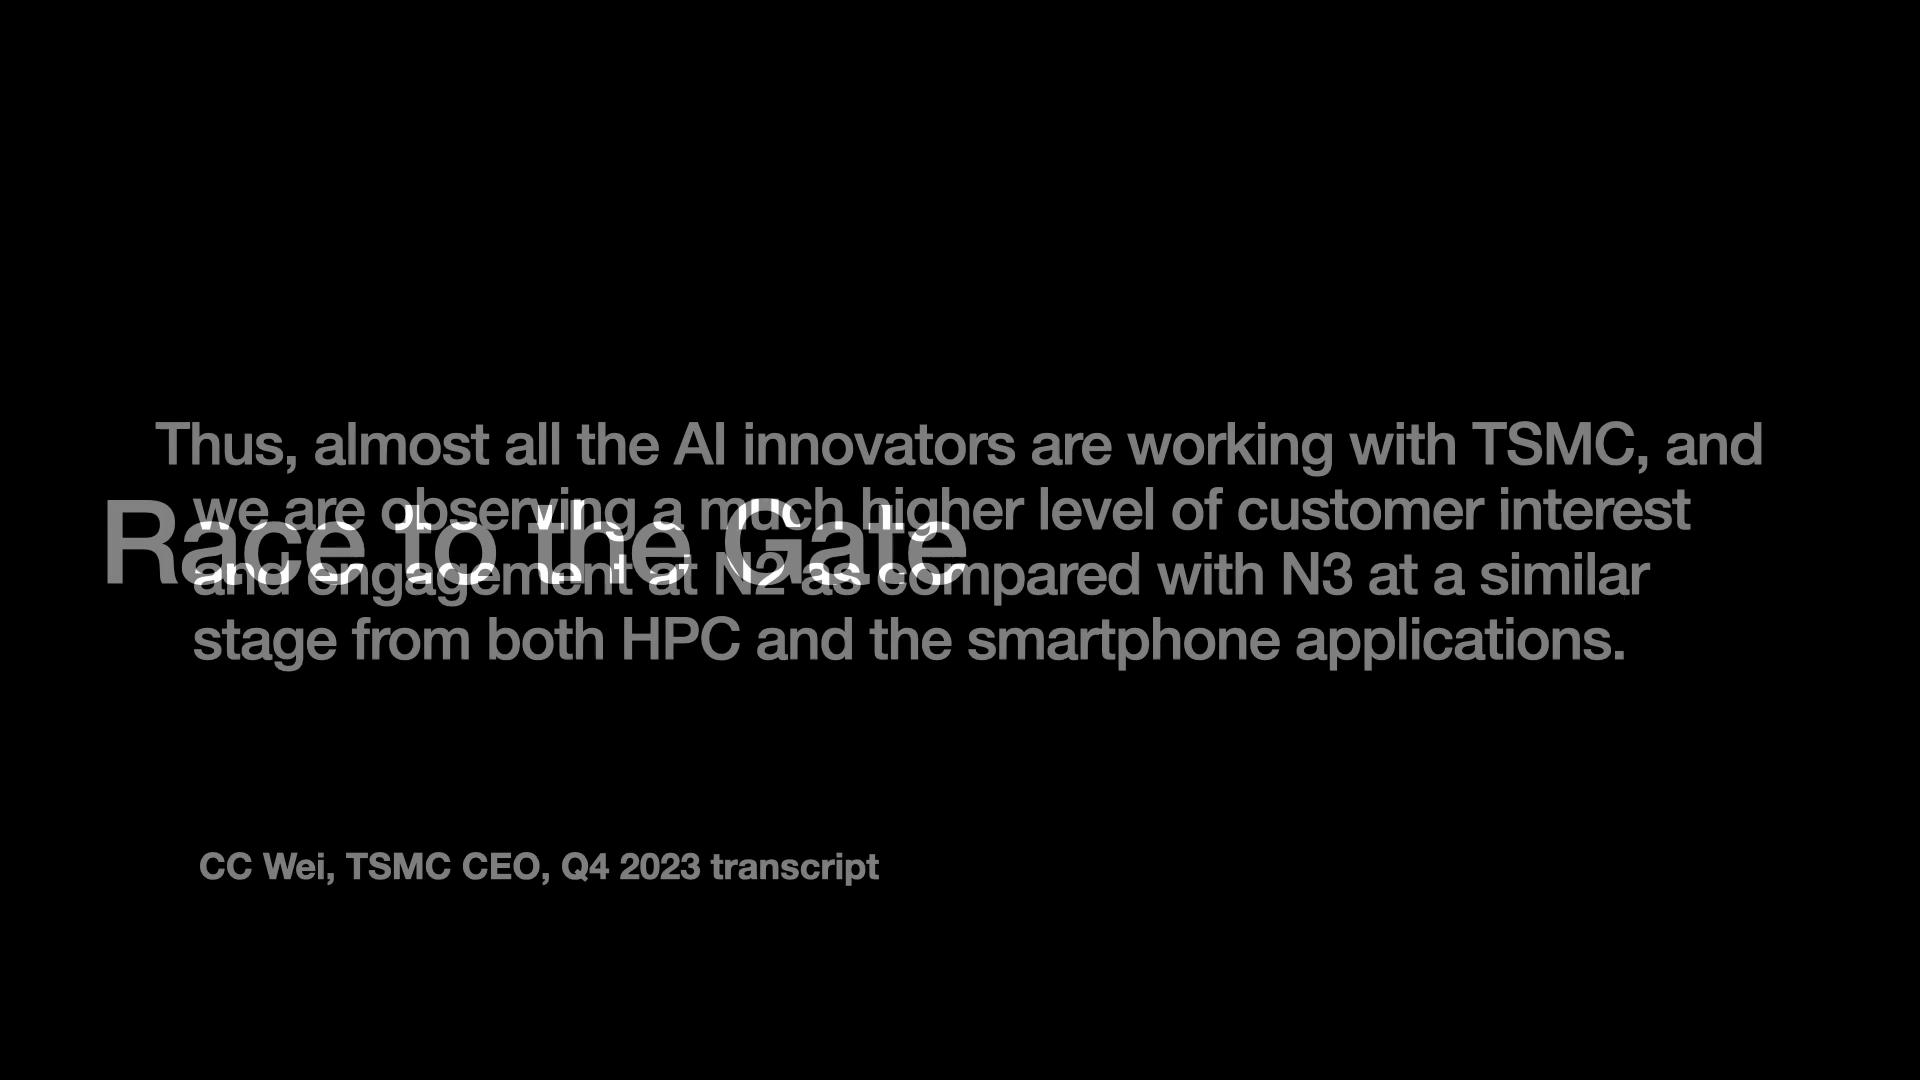 Thus, almost all the AI innovators are working with TSMC, and
we are observing a much higher level of customer interest
and engagement at N2 as compared with N3 at a similar
stage from both HPC and the smartphone applications.
Race to the Gate
CC Wei, TSMC CEO, Q4 2023 transcript